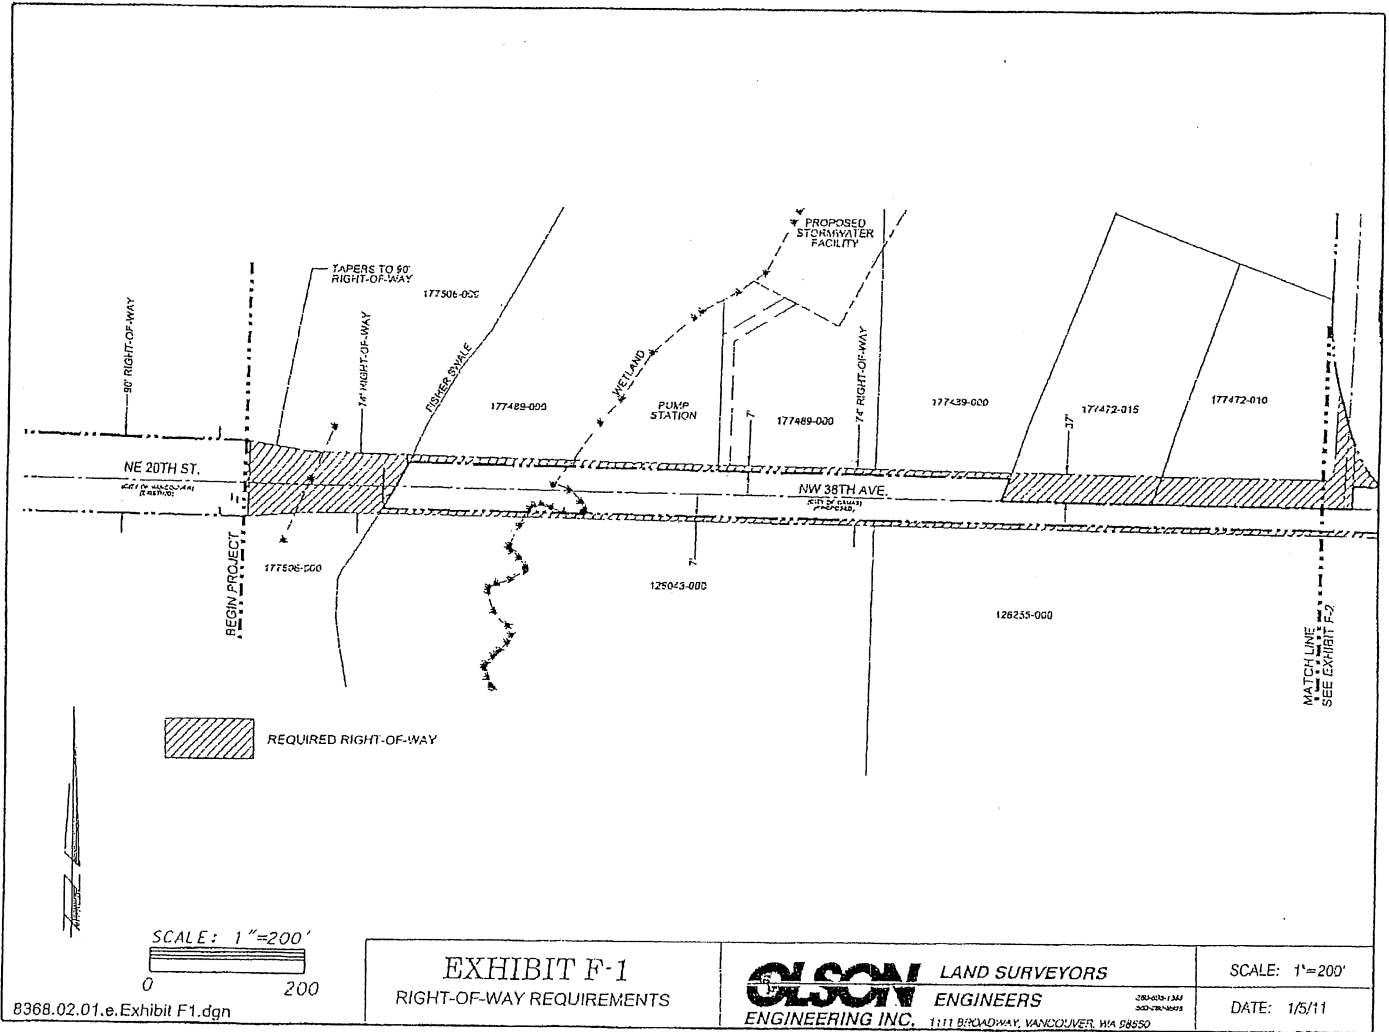 PROPOSED
STORMWATER
FACILITY
TAPERS TO 90'
RIGHT-OF-WAY
177506-000
90' RIGHT-OF-WAY
74' RIGHT-OF-WAY
FISHER SWALE
WETLAND
74' RIGHT-OF-WAY
177489-000
PUMP
STATION
7'
177489-000
177439-000
177472-015
177472-010
37'
NE 20TH ST.
NW 38TH AVE.
BEGIN PROJECT
177506-000
7'
125043-000
126255-000
MATCH LINE
SEE EXHIBIT F-2
REQUIRED RIGHT-OF-WAY
SCALE: 1"=200'
0 200
8368.02.01.e.Exhibit F1.dgn
EXHIBIT F-1
RIGHT-OF-WAY REQUIREMENTS
OLSON
ENGINEERING INC.
LAND SURVEYORS
ENGINEERS
1111 BROADWAY, VANCOUVER, WA 98660
SCALE: 1"=200'
DATE: 1/5/11